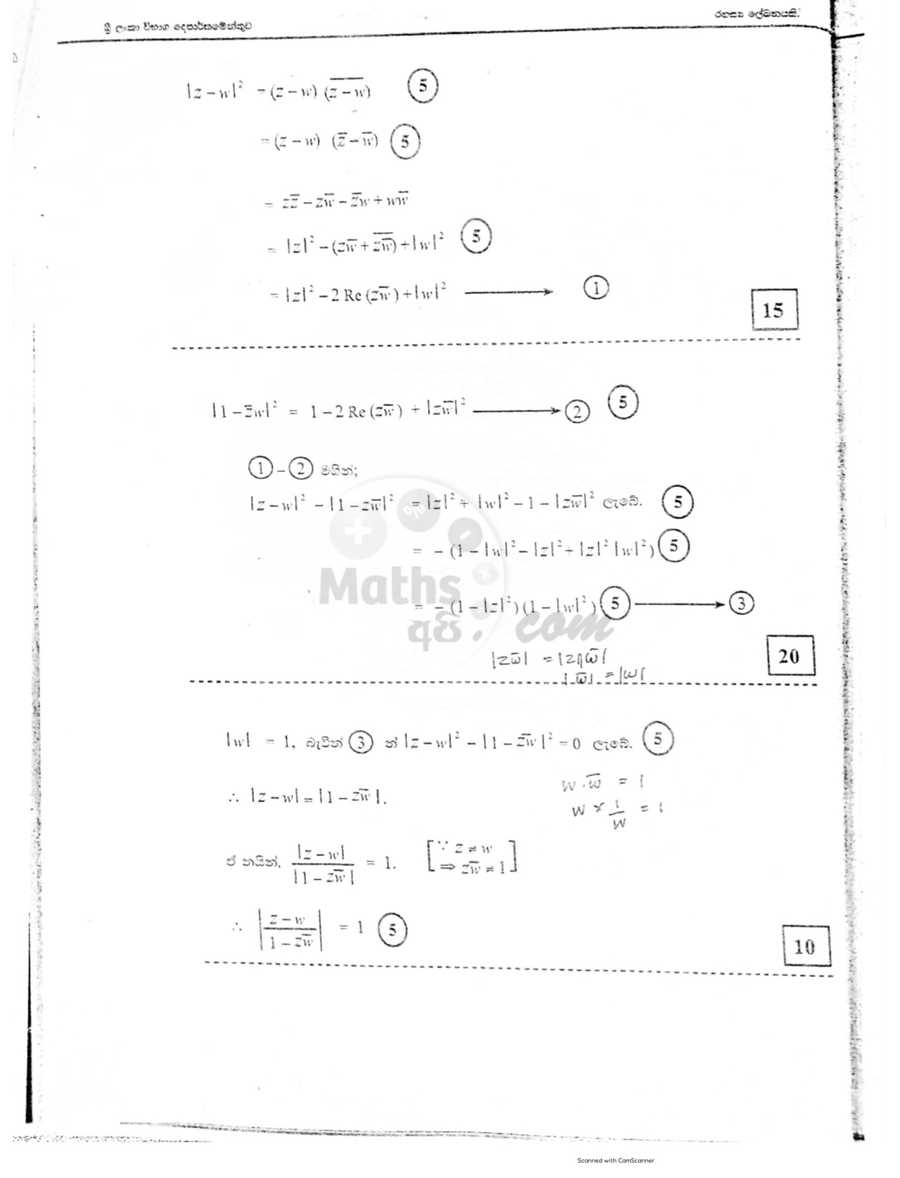 ශ්‍රී ලංකා විභාග දෙපාර්තමේන්තුව
රහස්‍ය ලේඛනයකි.
|z − w|² = (z − w) (\overline{z − w}) ⑤
= (z − w) (z̅ − w̅) ⑤
= zz̅ − zw̅ − z̅w + ww̅
= |z|² − (zw̅ + \overline{zw̅}) + |w|² ⑤
= |z|² − 2 Re (zw̅) + |w|² ⟶ ①
15
|1 − z̅w|² = 1 − 2 Re (zw̅) + |zw̅|² ⟶ ② ⑤
① − ② මගින්;
|z − w|² − |1 − zw̅|² = |z|² + |w|² − 1 − |zw̅|² ලැබේ. ⑤
= − (1 − |w|² − |z|² + |z|² |w|²) ⑤
= − (1 − |z|²) (1 − |w|²) ⑤ ⟶ ③
Maths
අපි . com
|zw̅| = |z||w̅|
|w̅| = |w|
20
|w| = 1, බැවින් ③ න් |z − w|² − |1 − zw̅|² = 0 ලැබේ. ⑤
∴ |z − w| = |1 − zw̅|.
w . w̅ = 1
w × 1/w = 1
ඒ නයින්, |z − w| / |1 − zw̅| = 1. [∵ z ≠ w
⇒ zw̅ ≠ 1]
∴ |(z − w) / (1 − zw̅)| = 1 ⑤
10
Scanned with CamScanner